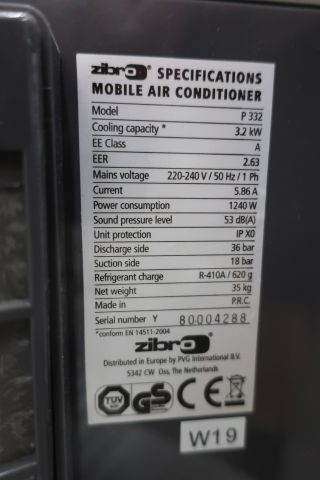 zibro SPECIFICATIONS
MOBILE AIR CONDITIONER
Model P 332
Cooling capacity * 3.2 kW
EE Class A
EER 2.63
Mains voltage 220-240 V / 50 Hz / 1 Ph
Current 5.86 A
Power consumption 1240 W
Sound pressure level 53 dB(A)
Unit protection IP X0
Discharge side 36 bar
Suction side 18 bar
Refrigerant charge R-410A / 620 g
Net weight 35 kg
Made in P.R.C.
Serial number Y 80004288
*conform EN 14511-2004
zibro
Distributed in Europe by PVG International B.V.
5342 CW Oss, The Netherlands
TÜV GS CE
W19